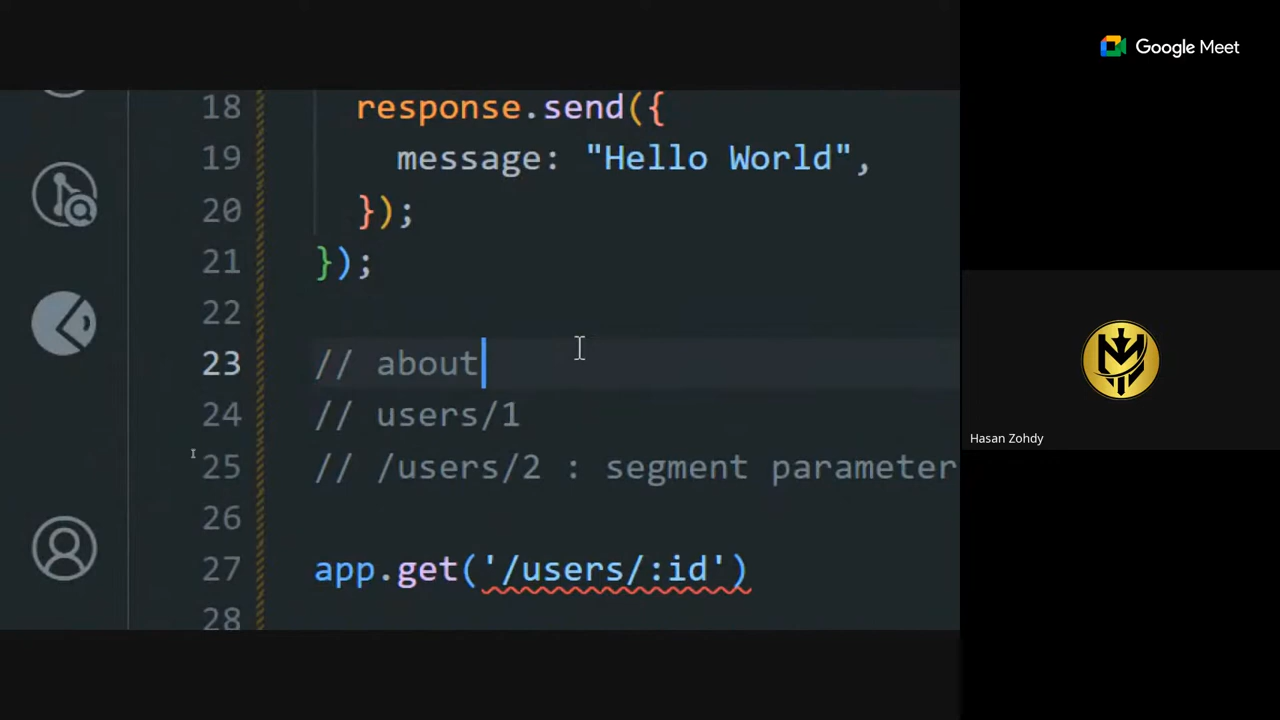 Google Meet
18 response.send({
19 message: "Hello World",
20 });
21 });
22
23 // about
24 // users/1
25 // /users/2 : segment parameter
26
27 app.get('/users/:id')
28
Hasan Zohdy